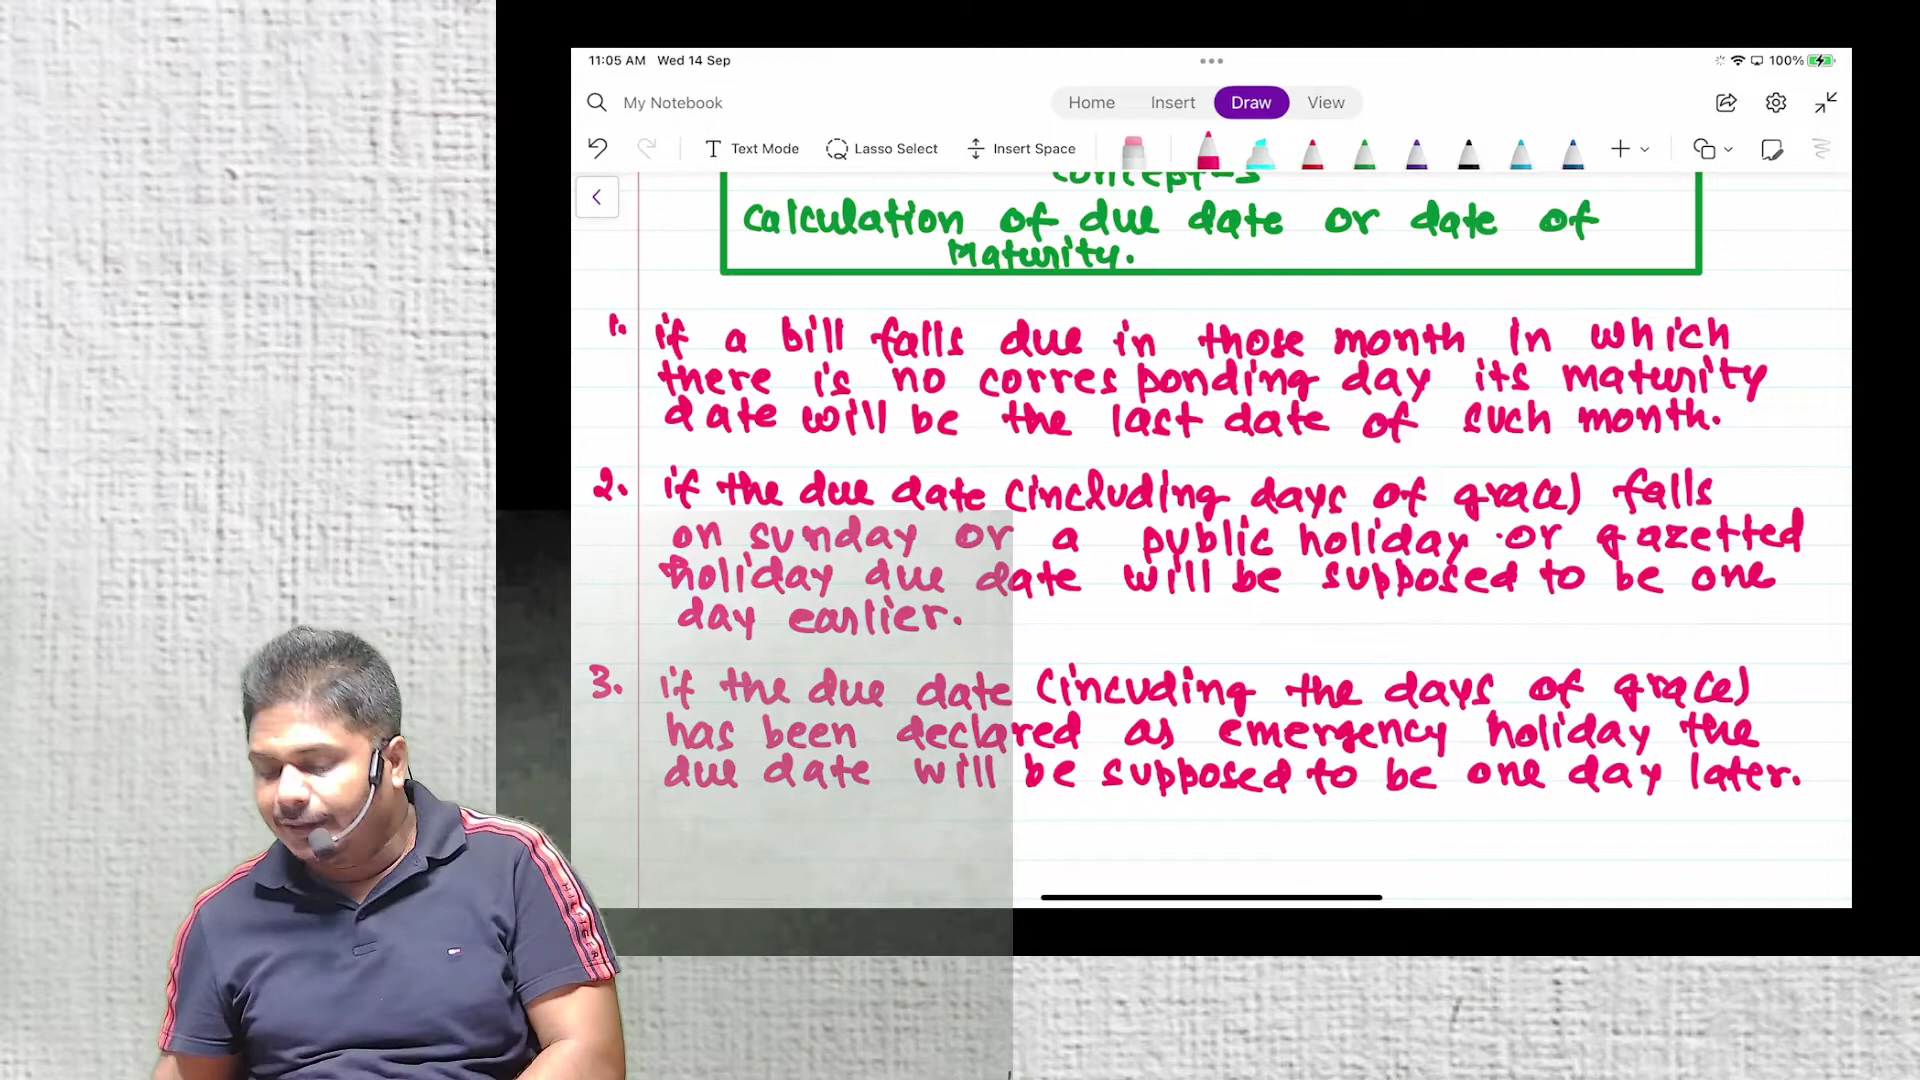 11:05 AM Wed 14 Sep
100%
My Notebook
Home Insert Draw View
Text Mode Lasso Select Insert Space
concept-3
calculation of due date or date of
Maturity.
1. if a bill falls due in those month in which
there is no corresponding day its maturity
date will be the last date of such month.
2. if the due date (including days of grace) falls
on sunday or a public holiday or gazetted
holiday due date will be supposed to be one
day earlier.
3. if the due date (incuding the days of grace)
has been declared as emergency holiday the
due date will be supposed to be one day later.